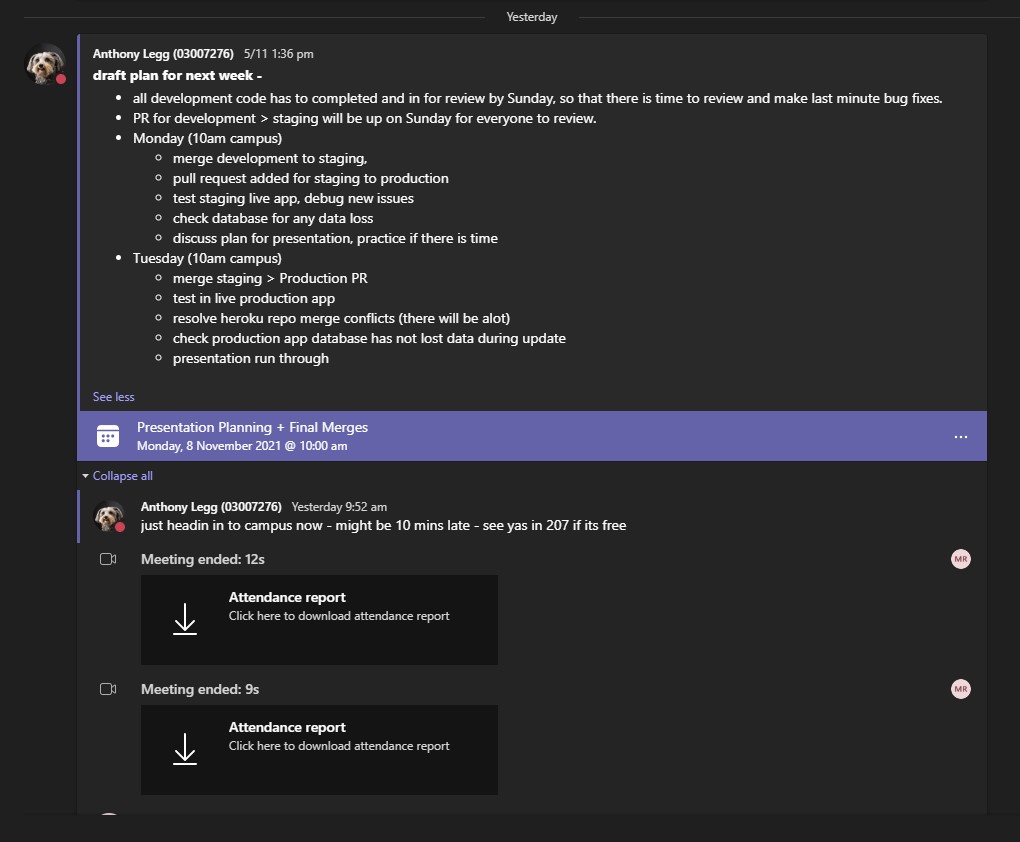 Yesterday
Anthony Legg (03007276) 5/11 1:36 pm
draft plan for next week -
all development code has to completed and in for review by Sunday, so that there is time to review and make last minute bug fixes.
PR for development > staging will be up on Sunday for everyone to review.
Monday (10am campus)
merge development to staging,
pull request added for staging to production
test staging live app, debug new issues
check database for any data loss
discuss plan for presentation, practice if there is time
Tuesday (10am campus)
merge staging > Production PR
test in live production app
resolve heroku repo merge conflicts (there will be alot)
check production app database has not lost data during update
presentation run through
See less
Presentation Planning + Final Merges
Monday, 8 November 2021 @ 10:00 am
Collapse all
Anthony Legg (03007276) Yesterday 9:52 am
just headin in to campus now - might be 10 mins late - see yas in 207 if its free
Meeting ended: 12s
MR
Attendance report
Click here to download attendance report
Meeting ended: 9s
MR
Attendance report
Click here to download attendance report